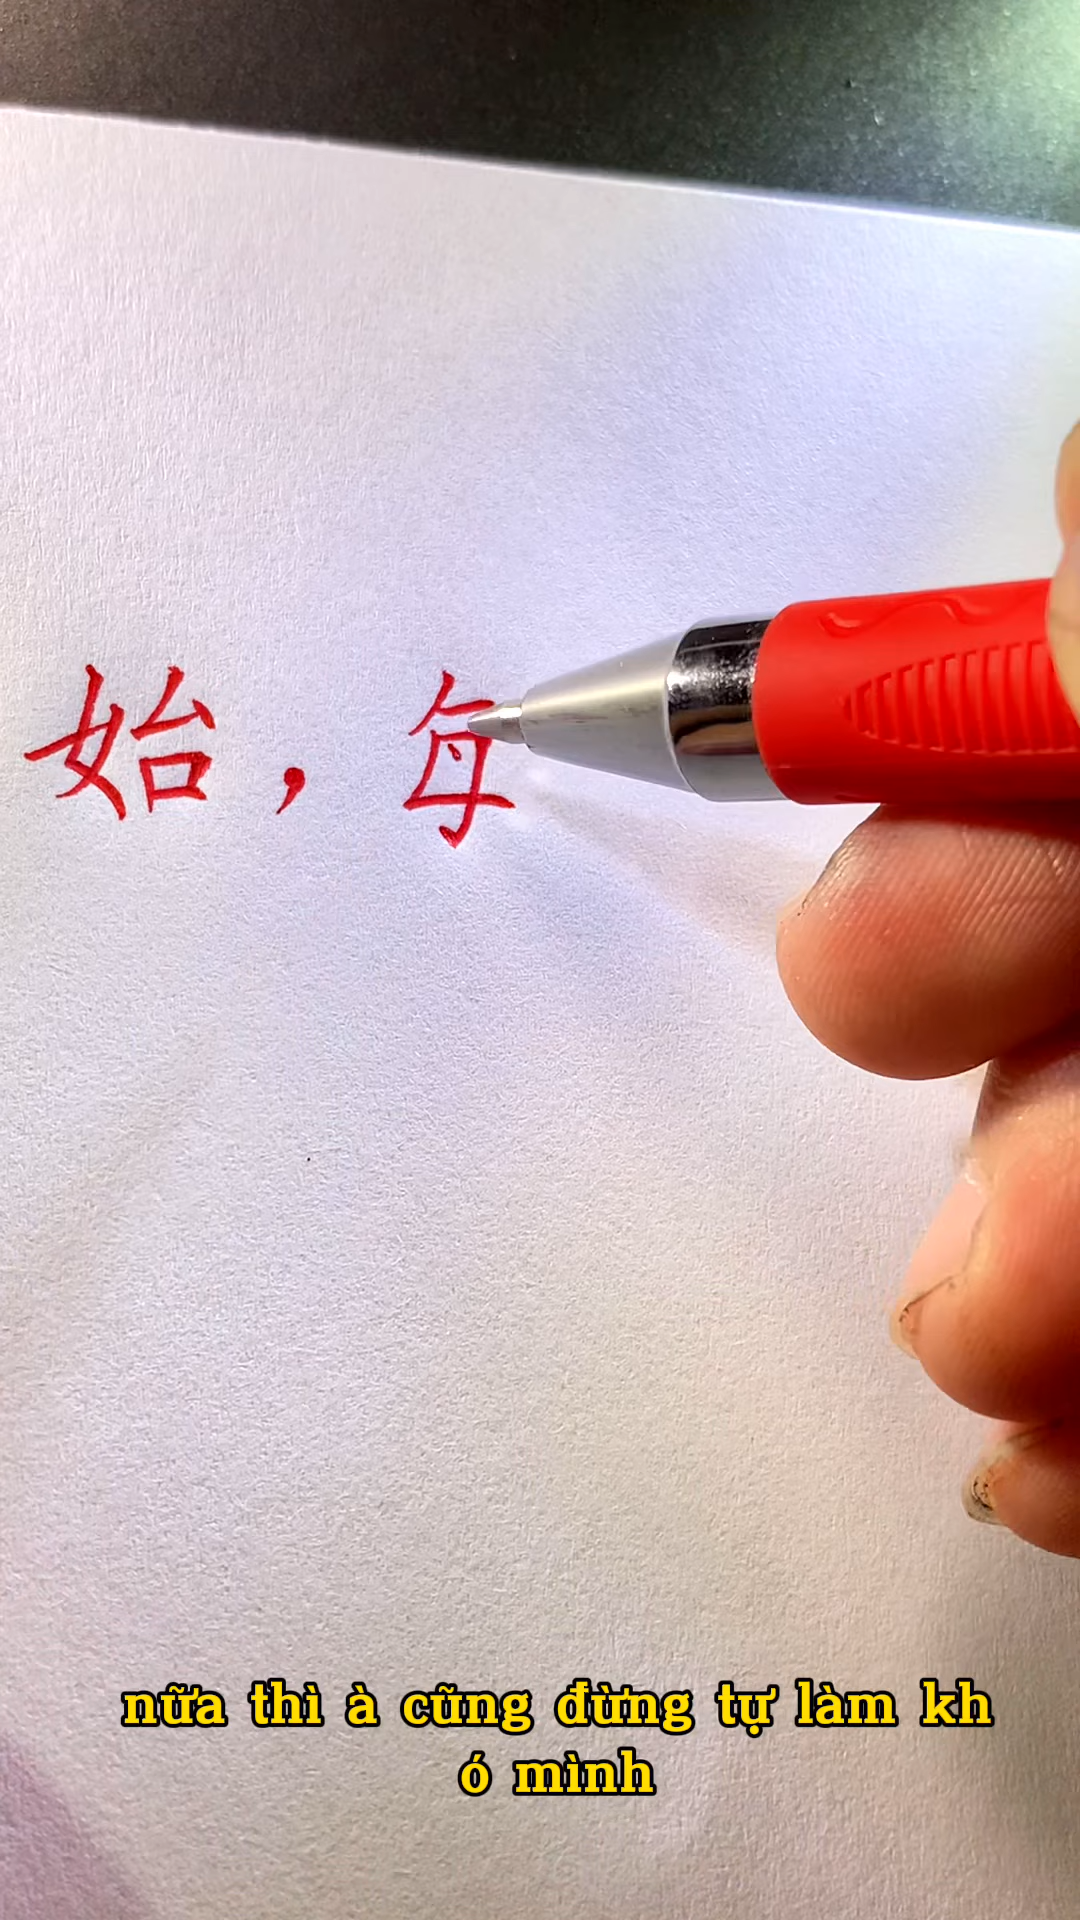 始，每
nữa thì à cũng đừng tự làm kh
ó mình